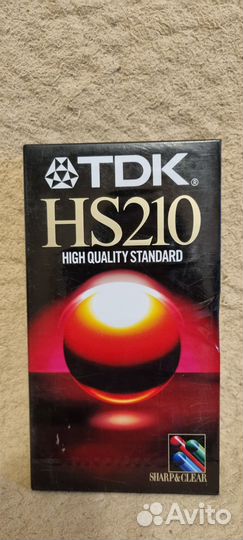 TDK®
HS210
HIGH QUALITY STANDARD
SHARP&CLEAR
Avito